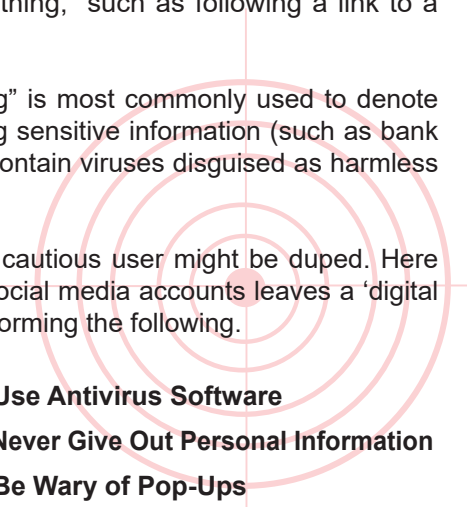 thing,” such as following a link to a
g” is most commonly used to denote
g sensitive information (such as bank
ontain viruses disguised as harmless
cautious user might be duped. Here
ocial media accounts leaves a ‘digital
orming the following.
Use Antivirus Software
Never Give Out Personal Information
Be Wary of Pop-Ups